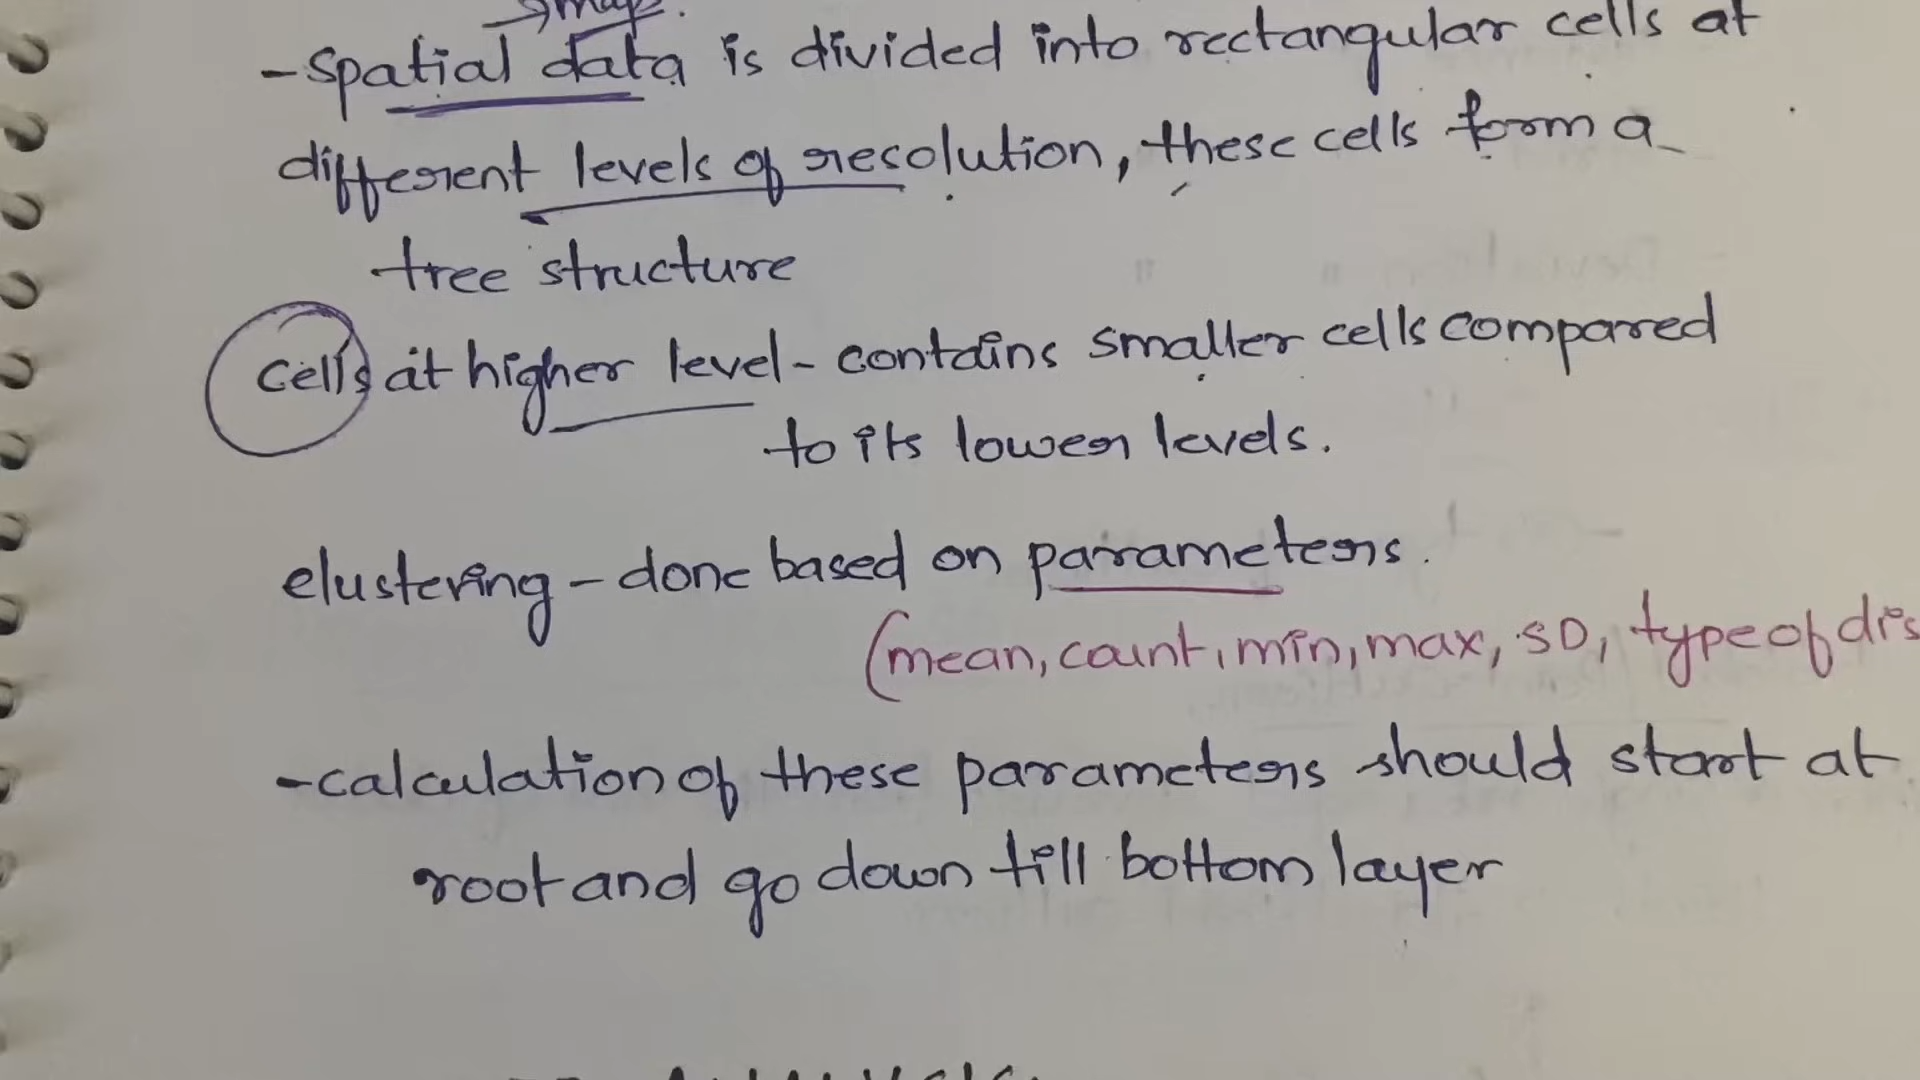 →map.
- Spatial data is divided into rectangular cells at
different levels of resolution, these cells form a
tree structure
cells at higher level - contains smaller cells compared
to its lower levels.
clustering - done based on parameters.
(mean, count, min, max, SD, type of dis
- calculation of these parameters should start at
root and go down till bottom layer